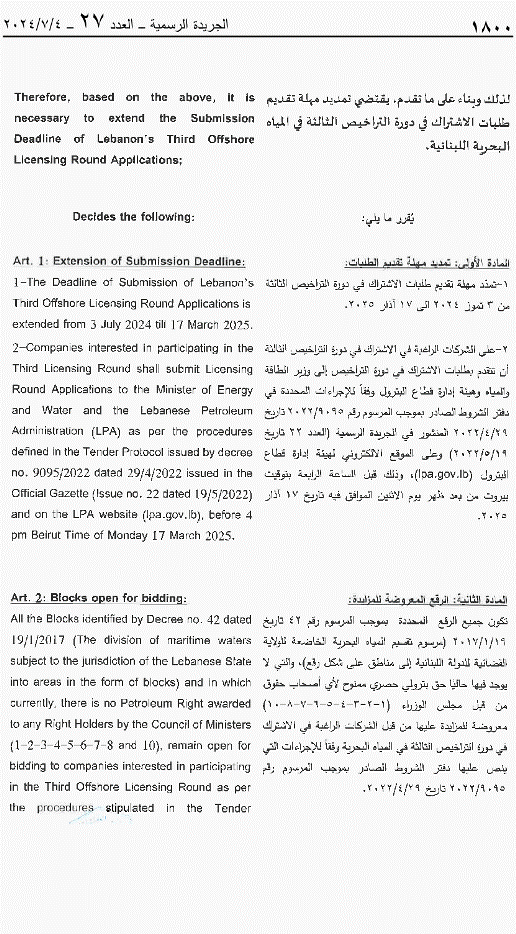 ١٨٠٠
الجريدة الرسمية – العدد ٢٧ – ٢٠٢٤/٧/٤
Therefore, based on the above, it is
necessary to extend the Submission
Deadline of Lebanon's Third Offshore
Licensing Round Applications;
Decides the following:
Art. 1: Extension of Submission Deadline:
1-The Deadline of Submission of Lebanon's
Third Offshore Licensing Round Applications is
extended from 3 July 2024 till 17 March 2025.
2-Companies interested in participating in the
Third Licensing Round shall submit Licensing
Round Applications to the Minister of Energy
and Water and the Lebanese Petroleum
Administration (LPA) as per the procedures
defined in the Tender Protocol issued by decree
no. 9095/2022 dated 29/4/2022 issued in the
Official Gazette (Issue no. 22 dated 19/5/2022)
and on the LPA website (lpa.gov.lb), before 4
pm Beirut Time of Monday 17 March 2025.
Art. 2: Blocks open for bidding:
All the Blocks identified by Decree no. 42 dated
19/1/2017 (The division of maritime waters
subject to the jurisdiction of the Lebanese State
into areas in the form of blocks) and in which
currently, there is no Petroleum Right awarded
to any Right Holders by the Council of Ministers
(1-2-3-4-5-6-7-8 and 10), remain open for
bidding to companies interested in participating
in the Third Offshore Licensing Round as per
the procedures stipulated in the Tender
لذلك وبناء على ما تقدم، يقتضي تمديد مهلة تقديم
طلبات الاشتراك في دورة التراخيص الثالثة في المياه
البحرية اللبنانية،
يُقرر ما يلي:
المادة الأولى: تمديد مهلة تقديم الطلبات:
١-تمدّد مهلة تقديم طلبات الاشتراك في دورة التراخيص الثالثة
من ٣ تموز ٢٠٢٤ الى ١٧ آذار ٢٠٢٥.
٢-على الشركات الراغبة في الاشتراك في دورة التراخيص الثالثة
أن تتقدم بطلبات الاشتراك في دورة التراخيص إلى وزير الطاقة
والمياه وهيئة إدارة قطاع البترول وفقاً للإجراءات المحددة في
دفتر الشروط الصادر بموجب المرسوم رقم ٢٠٢٢/٩٠٩٥ تاريخ
٢٠٢٢/٤/٢٩ المنشور في الجريدة الرسمية (العدد ٢٢ تاريخ
٢٠٢٢/٥/١٩) وعلى الموقع الالكتروني لهيئة إدارة قطاع
البترول (lpa.gov.lb)، وذلك قبل الساعة الرابعة بتوقيت
بيروت من بعد ظهر يوم الاثنين الموافق فيه تاريخ ١٧ آذار
٢٠٢٥.
المادة الثانية: الرقع المعروضة للمزايدة:
تكون جميع الرقع المحددة بموجب المرسوم رقم ٤٢ تاريخ
٢٠١٧/١/١٩ (مرسوم تقسيم المياه البحرية الخاضعة للولاية
القضائية للدولة اللبنانية إلى مناطق على شكل رقع)، والتي لا
يوجد فيها حاليا حق بترولي حصري ممنوح لأي أصحاب حقوق
من قبل مجلس الوزراء (١-٢-٣-٤-٥-٦-٧-٨-١٠)
معروضة للمزايدة عليها من قبل الشركات الراغبة في الاشتراك
في دورة التراخيص الثالثة في المياه البحرية وفقاً للإجراءات التي
ينص عليها دفتر الشروط الصادر بموجب المرسوم رقم
٢٠٢٢/٩٠٩٥ تاريخ ٢٠٢٢/٤/٢٩.